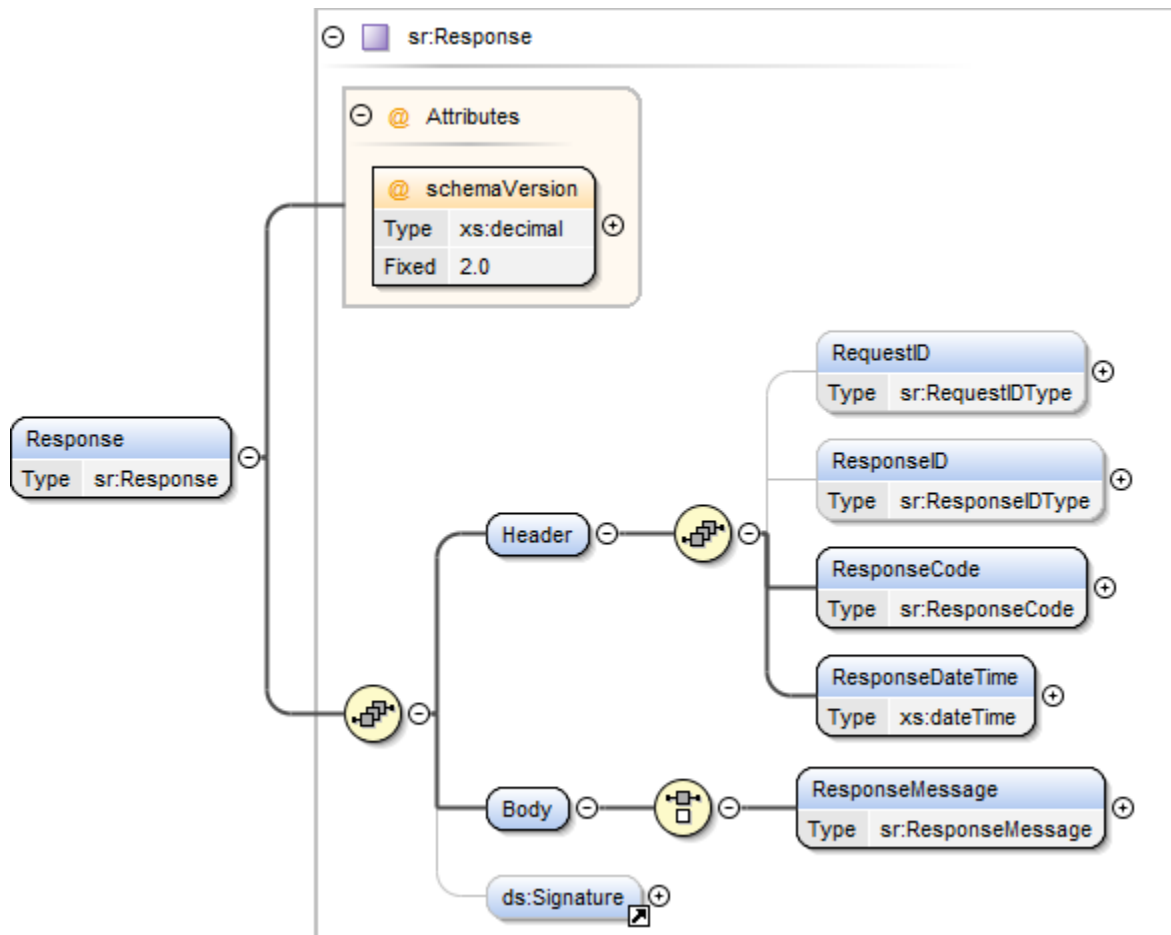 sr:Response
@ Attributes
@ schemaVersion
Type xs:decimal
Fixed 2.0
RequestID
Type sr:RequestIDType
Response
Type sr:Response
ResponseID
Type sr:ResponseIDType
Header
ResponseCode
Type sr:ResponseCode
ResponseDateTime
Type xs:dateTime
Body
ResponseMessage
Type sr:ResponseMessage
ds:Signature